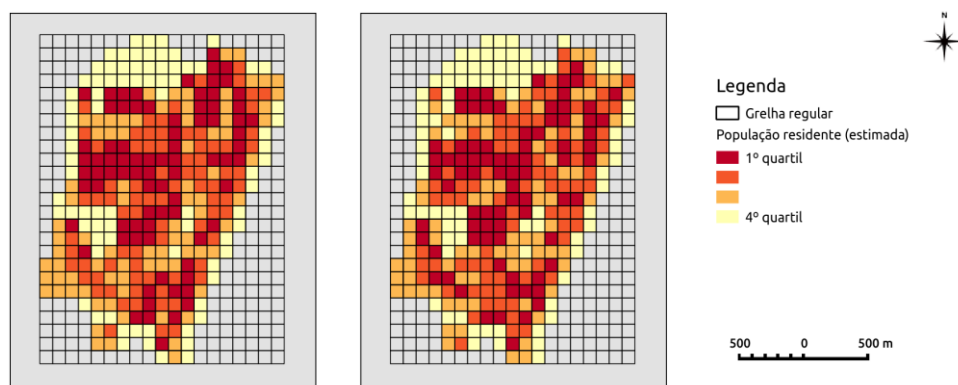 N
Legenda
Grelha regular
População residente (estimada)
1º quartil
4º quartil
500 0 500 m